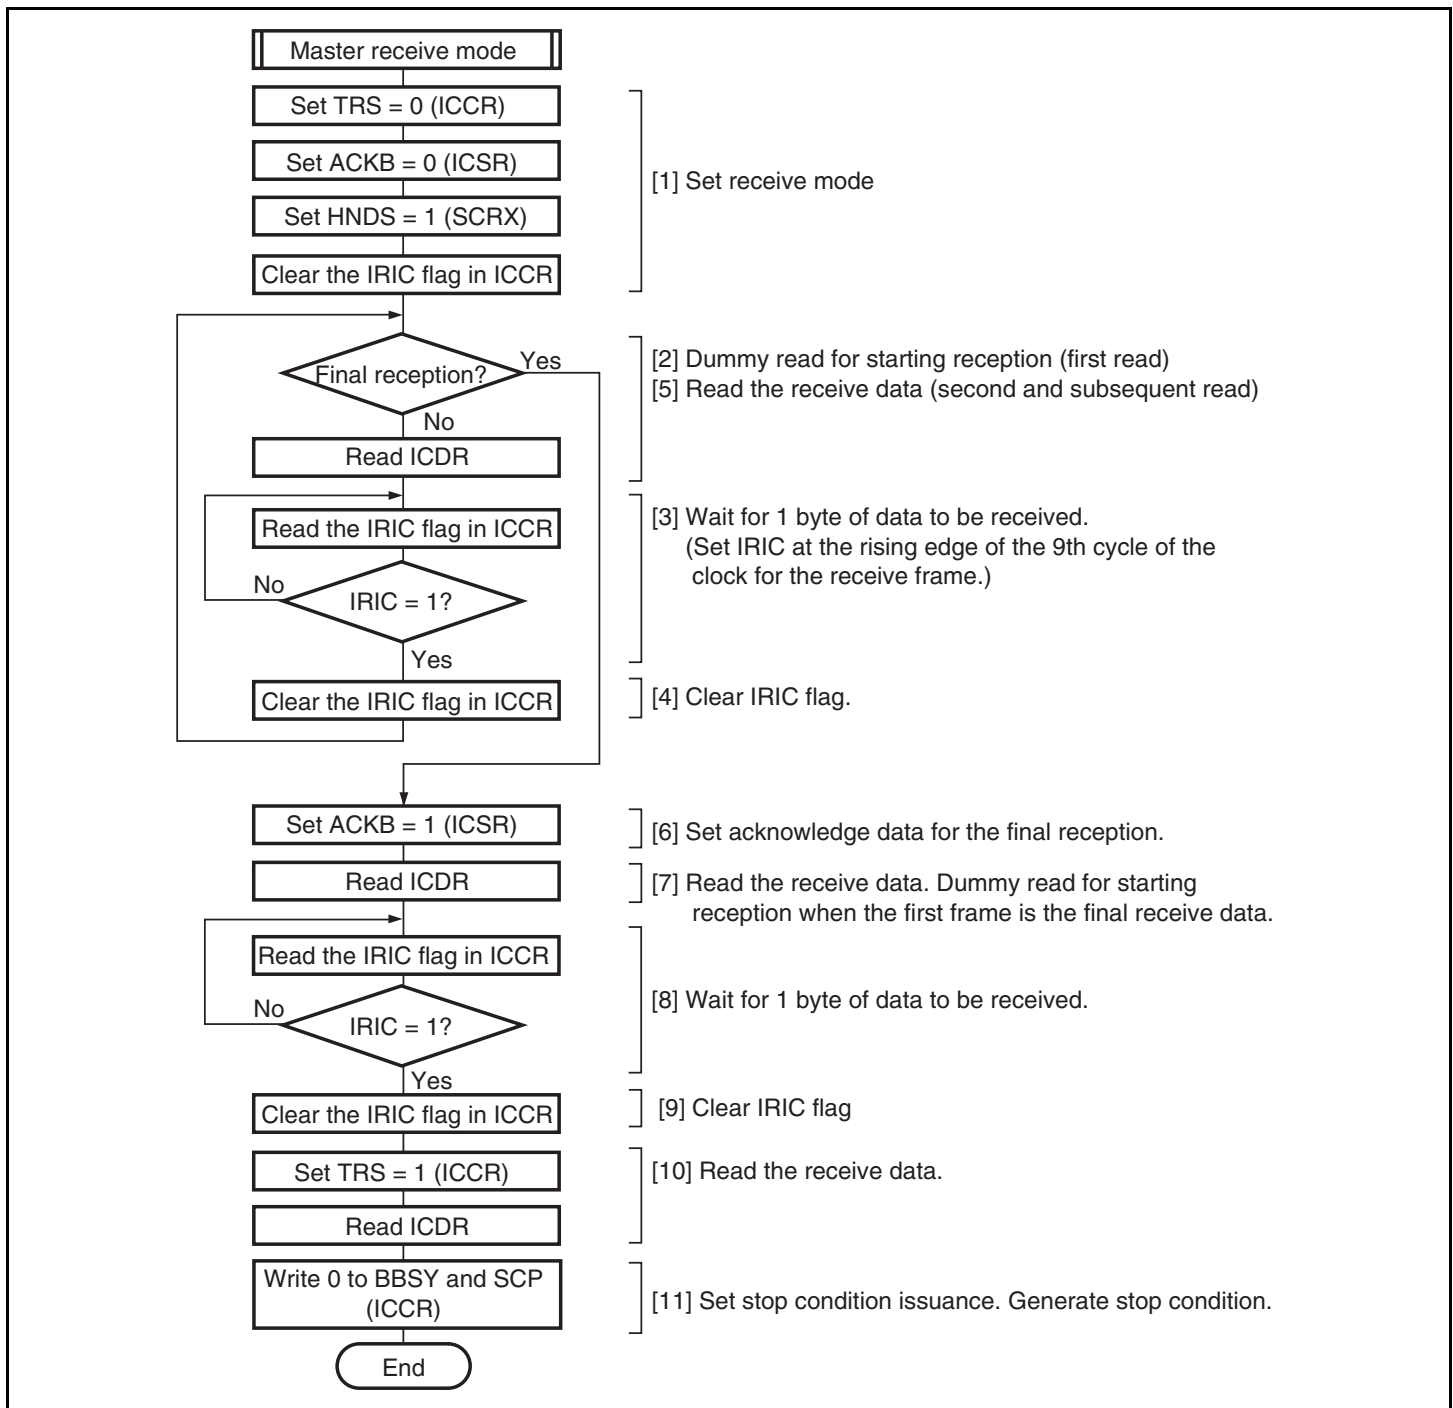 Master receive mode
Set TRS = 0 (ICCR)
Set ACKB = 0 (ICSR)
[1] Set receive mode
Set HNDS = 1 (SCRX)
Clear the IRIC flag in ICCR
Final reception?
Yes
No
[2] Dummy read for starting reception (first read)
[5] Read the receive data (second and subsequent read)
Read ICDR
Read the IRIC flag in ICCR
[3] Wait for 1 byte of data to be received.
(Set IRIC at the rising edge of the 9th cycle of the
clock for the receive frame.)
No
IRIC = 1?
Yes
Clear the IRIC flag in ICCR
[4] Clear IRIC flag.
Set ACKB = 1 (ICSR)
[6] Set acknowledge data for the final reception.
Read ICDR
[7] Read the receive data. Dummy read for starting
reception when the first frame is the final receive data.
Read the IRIC flag in ICCR
No
IRIC = 1?
[8] Wait for 1 byte of data to be received.
Yes
Clear the IRIC flag in ICCR
[9] Clear IRIC flag
Set TRS = 1 (ICCR)
[10] Read the receive data.
Read ICDR
Write 0 to BBSY and SCP
(ICCR)
[11] Set stop condition issuance. Generate stop condition.
End